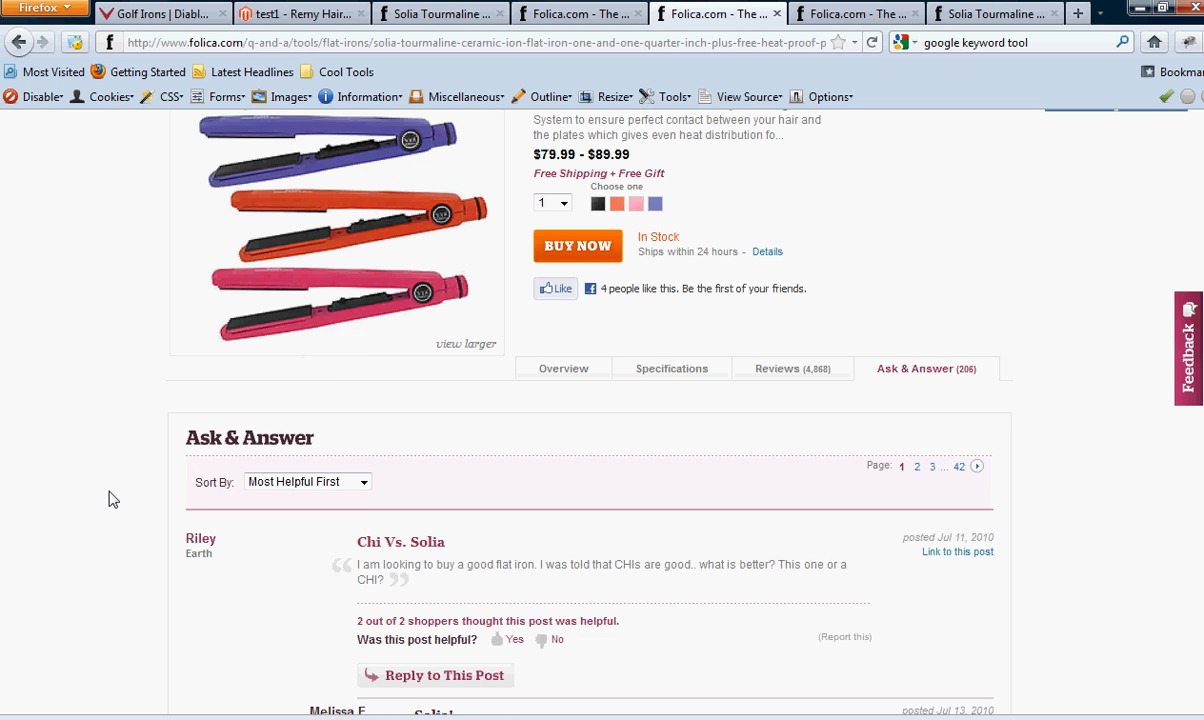 Firefox
Golf Irons | Diabl...
test1 - Remy Hair...
Solia Tourmaline ...
Folica.com - The ...
Folica.com - The ...
Folica.com - The ...
Solia Tourmaline ...
http://www.folica.com/q-and-a/tools/flat-irons/solia-tourmaline-ceramic-ion-flat-iron-one-and-one-quarter-inch-plus-free-heat-proof-p
google keyword tool
Most Visited
Getting Started
Latest Headlines
Cool Tools
Bookma
Disable
Cookies
CSS
Forms
Images
Information
Miscellaneous
Outline
Resize
Tools
View Source
Options
System to ensure perfect contact between your hair and
the plates which gives even heat distribution fo...
$79.99 - $89.99
Free Shipping + Free Gift
Choose one
1
BUY NOW
In Stock
Ships within 24 hours - Details
Like
4 people like this. Be the first of your friends.
view larger
Feedback
Overview
Specifications
Reviews (4,868)
Ask & Answer (206)
Ask & Answer
Page: 1 2 3 ... 42
Sort By: Most Helpful First
Riley
Earth
Chi Vs. Solia
posted Jul 11, 2010
Link to this post
“ I am looking to buy a good flat iron. I was told that CHIs are good.. what is better? This one or a
CHI? ”
2 out of 2 shoppers thought this post was helpful.
Was this post helpful? Yes No
(Report this)
Reply to This Post
Melissa F
Solia!
posted Jul 13, 2010